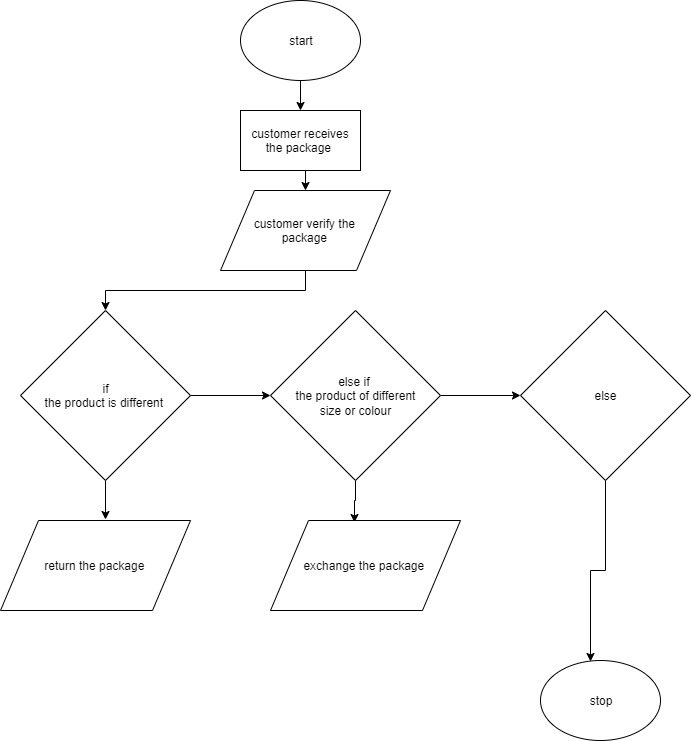 start
customer receives
the package
customer verify the
package
if
the product is different
else if
the product of different
size or colour
else
return the package
exchange the package
stop